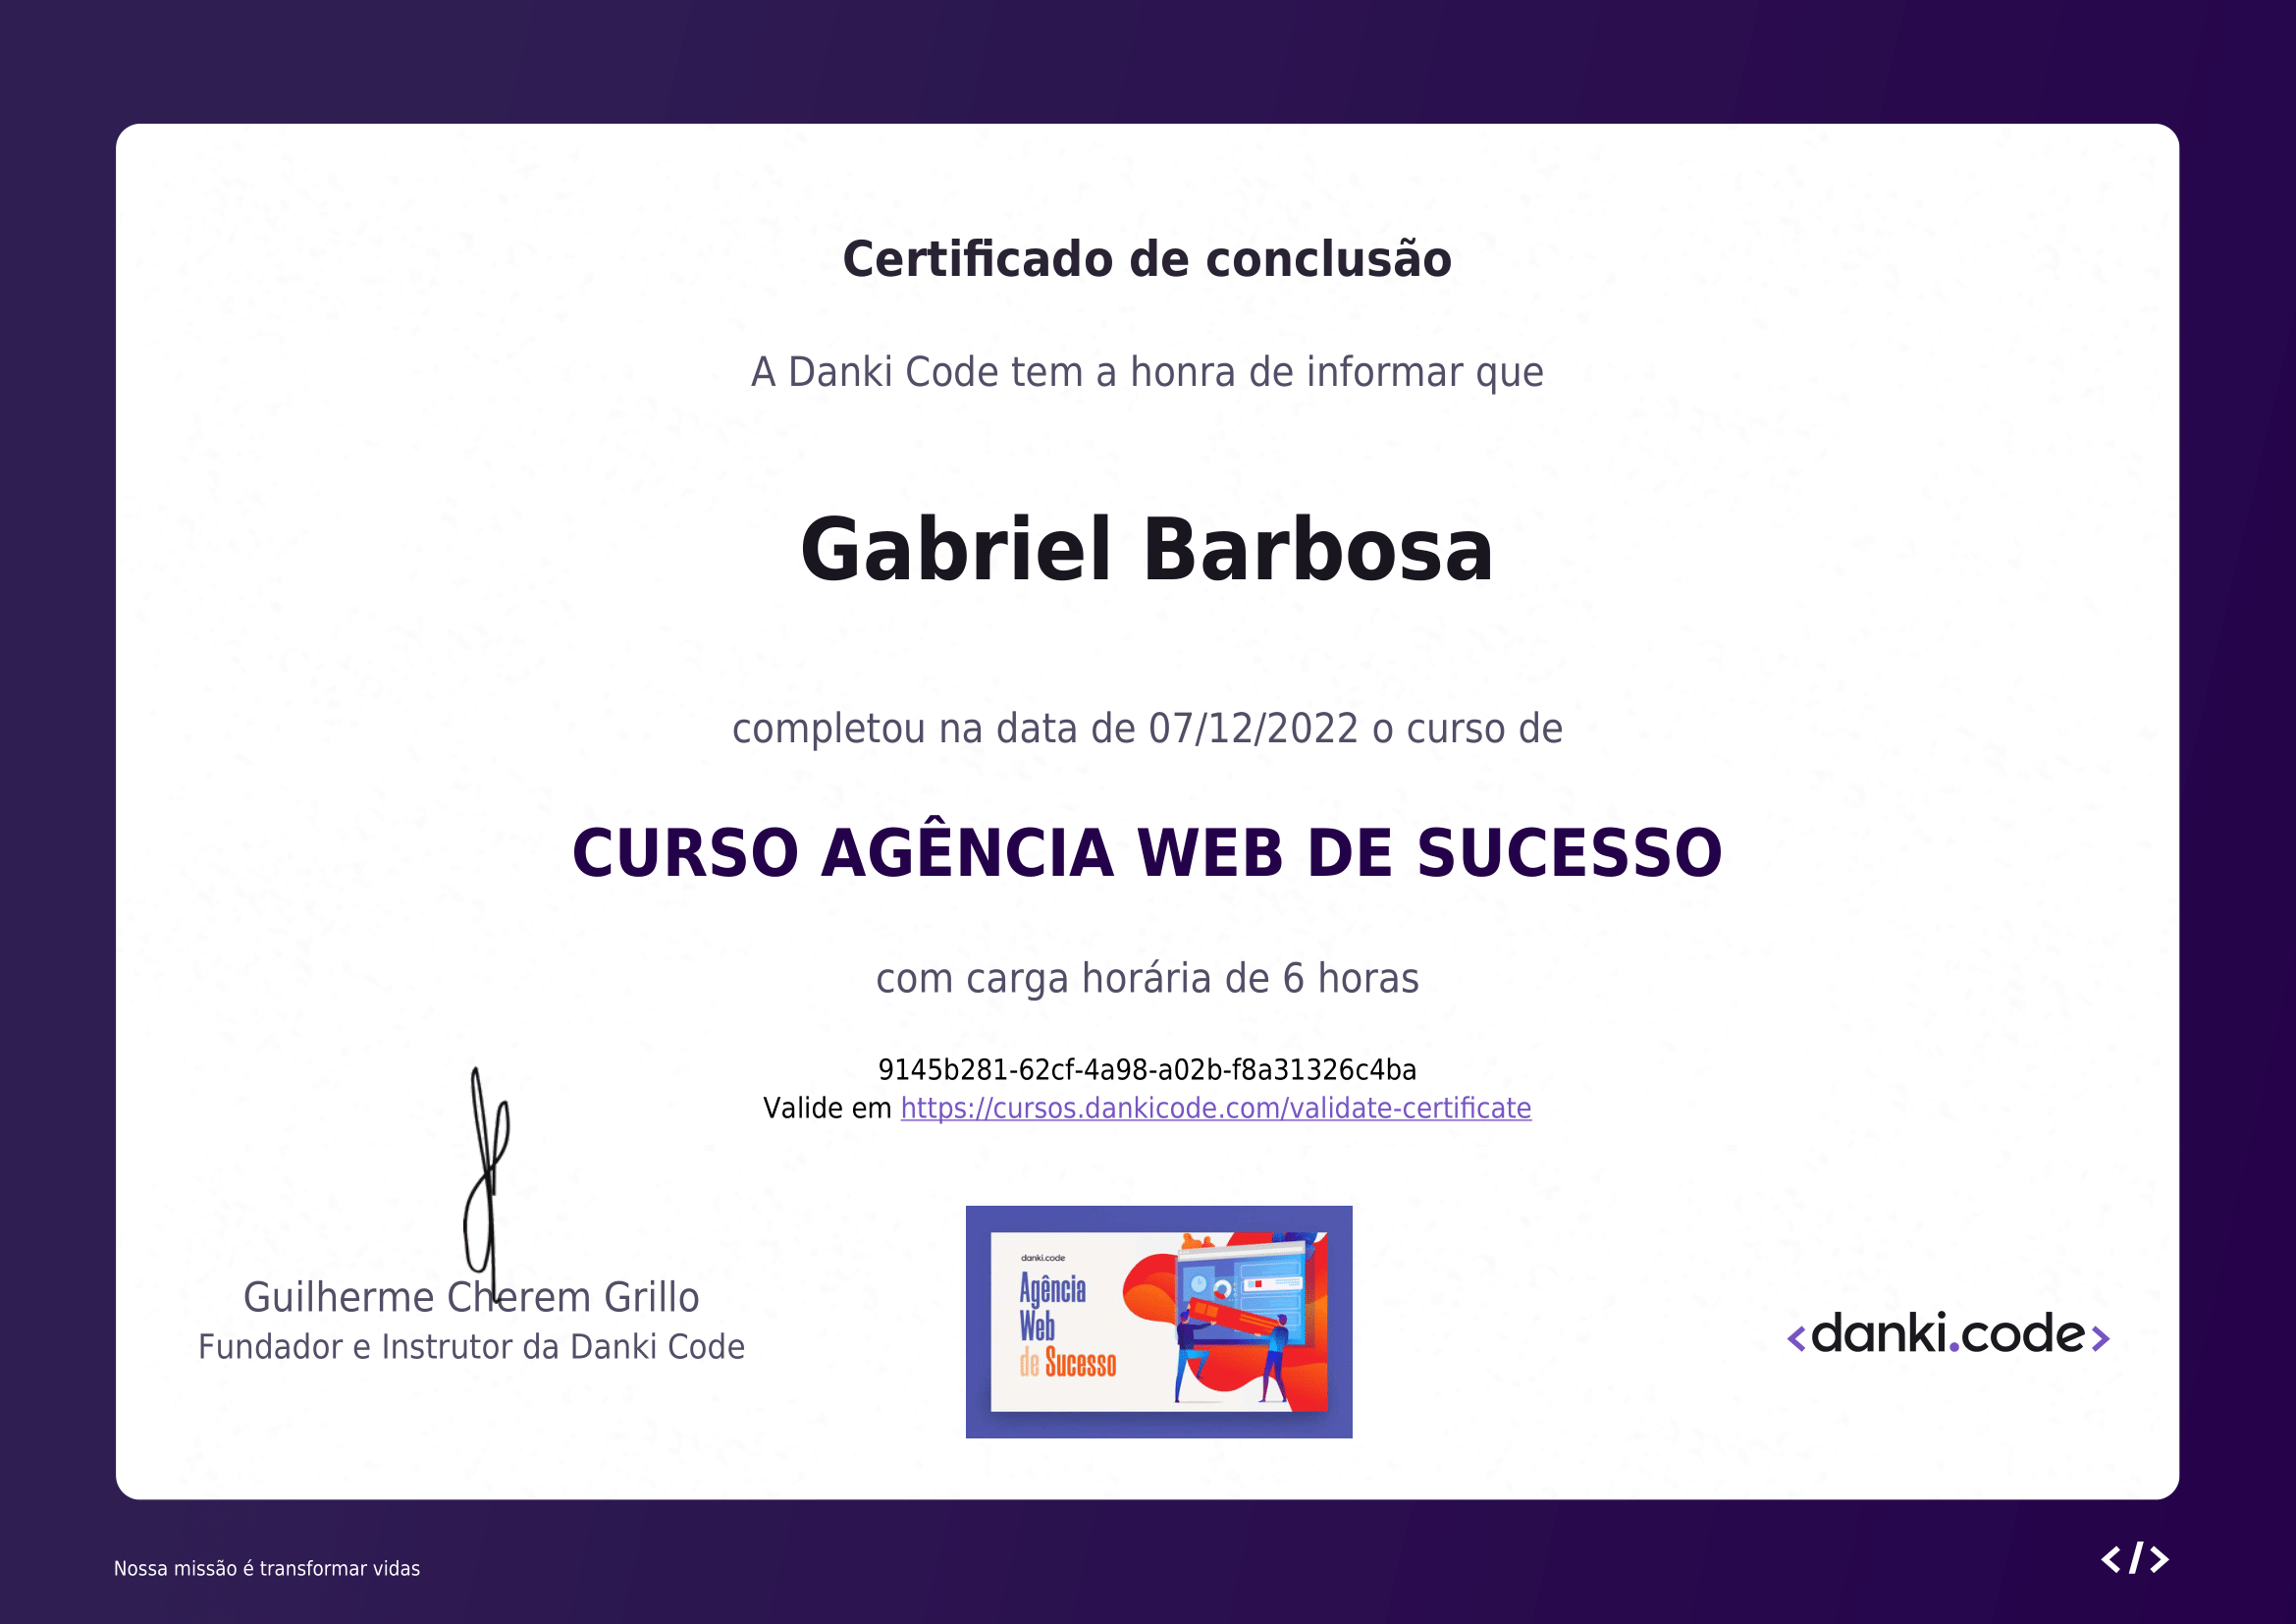 Certificado de conclusão
A Danki Code tem a honra de informar que
Gabriel Barbosa
completou na data de 07/12/2022 o curso de
CURSO AGÊNCIA WEB DE SUCESSO
com carga horária de 6 horas
9145b281-62cf-4a98-a02b-f8a31326c4ba
Valide em https://cursos.dankicode.com/validate-certificate
Guilherme Cherem Grillo
Fundador e Instrutor da Danki Code
danki.code
Agência
Web
de Sucesso
<danki.code>
Nossa missão é transformar vidas
</>